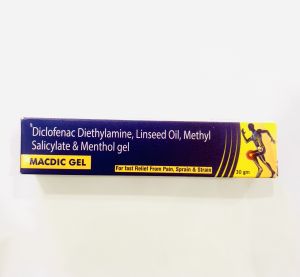 Diclofenac Diethylamine, Linseed Oil, Methyl
Salicylate & Menthol gel
MACDIC GEL
For fast Relief From Pain, Sprain & Strain
30 gm